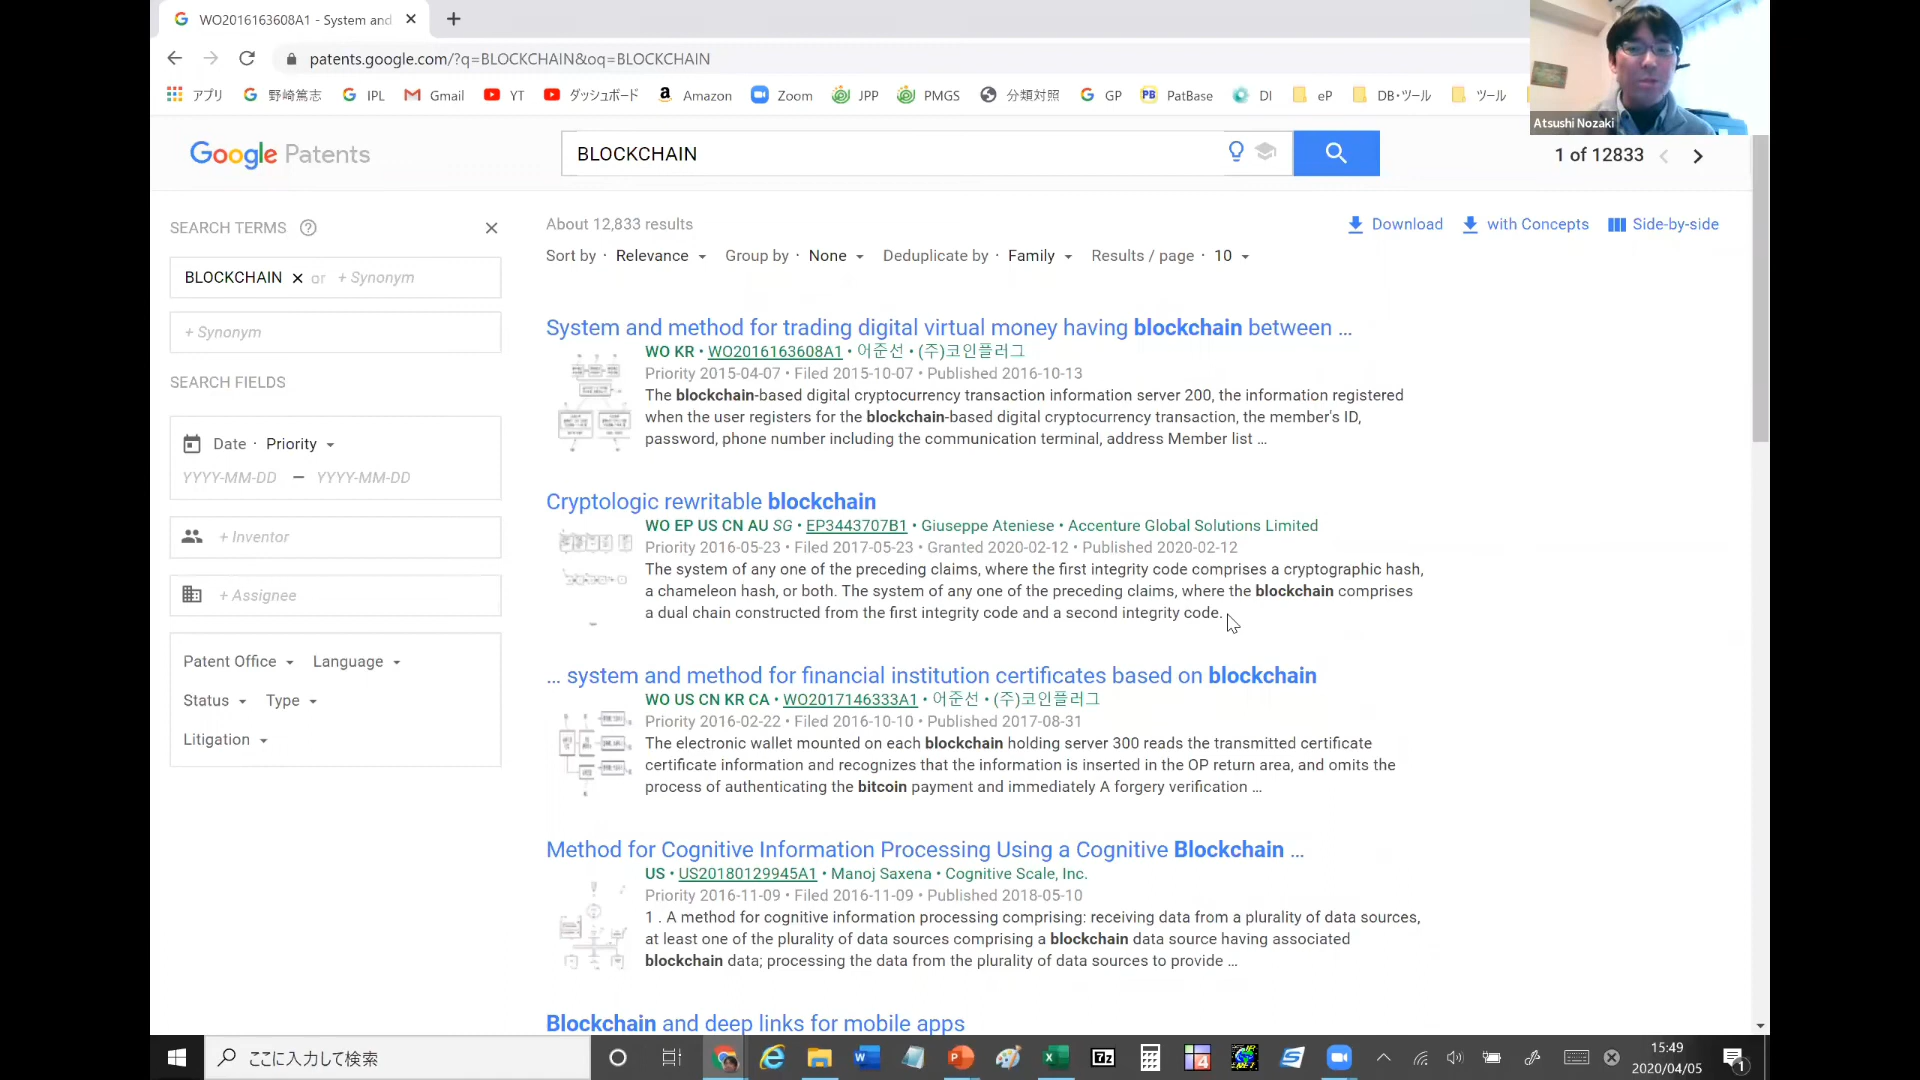 WO2016163608A1 - System and
patents.google.com/?q=BLOCKCHAIN&oq=BLOCKCHAIN
アプリ 野崎篤志 IPL Gmail YT ダッシュボード Amazon Zoom JPP PMGS 分類対照 GP PatBase DI eP DB・ツール ツール
Atsushi Nozaki
Google Patents
BLOCKCHAIN
1 of 12833
SEARCH TERMS
BLOCKCHAIN × or + Synonym
+ Synonym
SEARCH FIELDS
Date · Priority
YYYY-MM-DD — YYYY-MM-DD
+ Inventor
+ Assignee
Patent Office Language
Status Type
Litigation
About 12,833 results
Download with Concepts Side-by-side
Sort by · Relevance Group by · None Deduplicate by · Family Results / page · 10
System and method for trading digital virtual money having blockchain between ...
WO KR • WO2016163608A1 • 어준선 • (주)코인플러그
Priority 2015-04-07 • Filed 2015-10-07 • Published 2016-10-13
The blockchain-based digital cryptocurrency transaction information server 200, the information registered
when the user registers for the blockchain-based digital cryptocurrency transaction, the member's ID,
password, phone number including the communication terminal, address Member list ...
Cryptologic rewritable blockchain
WO EP US CN AU SG • EP3443707B1 • Giuseppe Ateniese • Accenture Global Solutions Limited
Priority 2016-05-23 • Filed 2017-05-23 • Granted 2020-02-12 • Published 2020-02-12
The system of any one of the preceding claims, where the first integrity code comprises a cryptographic hash,
a chameleon hash, or both. The system of any one of the preceding claims, where the blockchain comprises
a dual chain constructed from the first integrity code and a second integrity code.
... system and method for financial institution certificates based on blockchain
WO US CN KR CA • WO2017146333A1 • 어준선 • (주)코인플러그
Priority 2016-02-22 • Filed 2016-10-10 • Published 2017-08-31
The electronic wallet mounted on each blockchain holding server 300 reads the transmitted certificate
certificate information and recognizes that the information is inserted in the OP return area, and omits the
process of authenticating the bitcoin payment and immediately A forgery verification ...
Method for Cognitive Information Processing Using a Cognitive Blockchain ...
US • US20180129945A1 • Manoj Saxena • Cognitive Scale, Inc.
Priority 2016-11-09 • Filed 2016-11-09 • Published 2018-05-10
1 . A method for cognitive information processing comprising: receiving data from a plurality of data sources,
at least one of the plurality of data sources comprising a blockchain data source having associated
blockchain data; processing the data from the plurality of data sources to provide ...
Blockchain and deep links for mobile apps
ここに入力して検索
15:49
2020/04/05
1